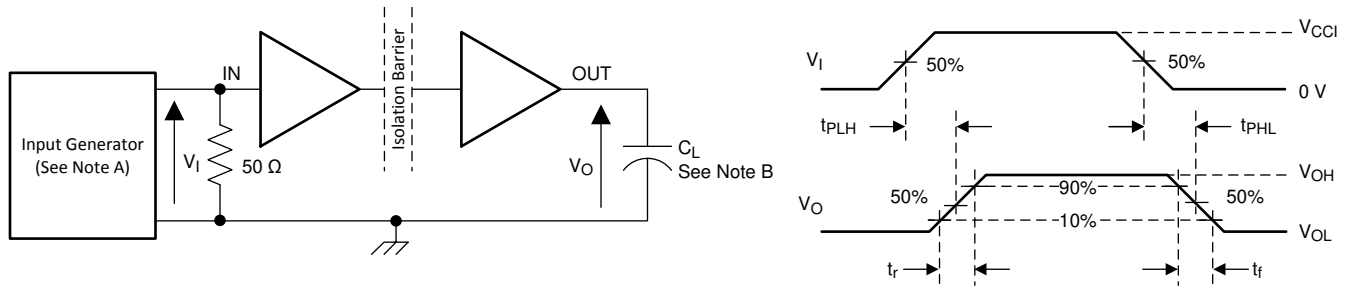 Input Generator
(See Note A)
V_I
IN
50 Ω
Isolation Barrier
OUT
V_O
C_L
See Note B
V_I
50%
50%
V_CCI
0 V
t_PLH
t_PHL
V_O
50%
90%
50%
10%
V_OH
V_OL
t_r
t_f